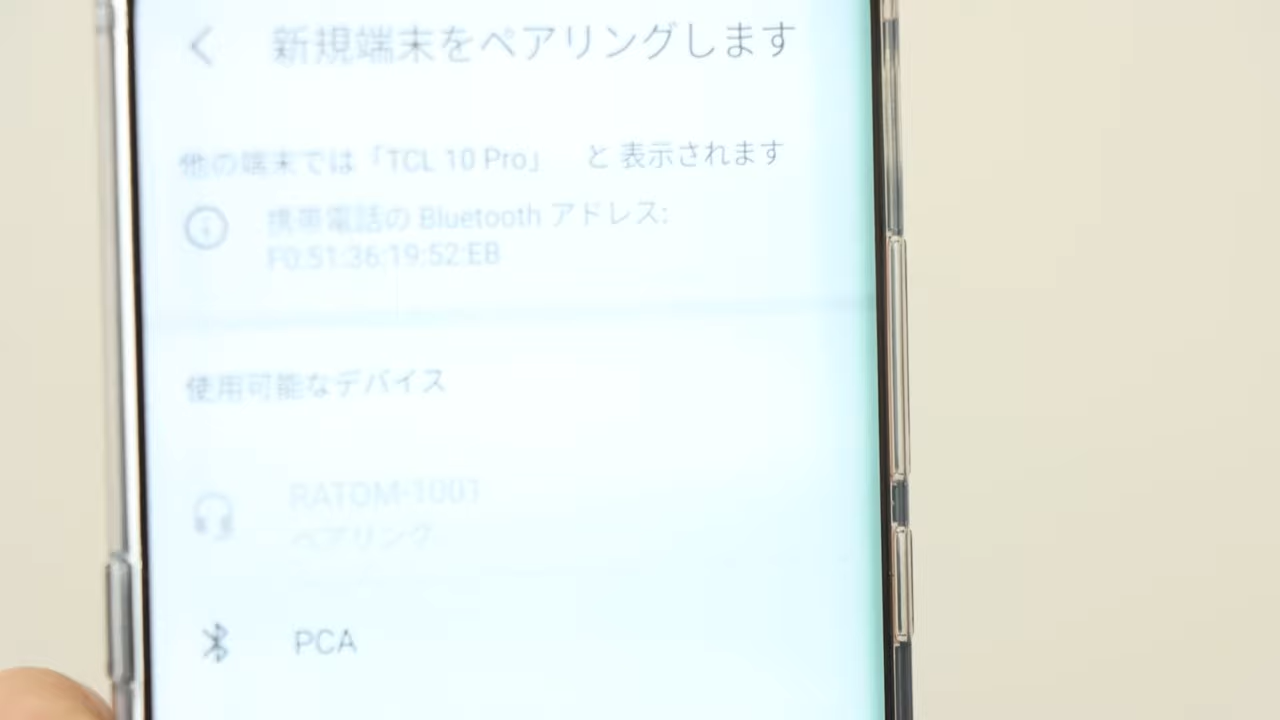 新規端末をペアリングします
他の端末では「TCL 10 Pro」 と 表示されます
携帯電話の Bluetooth アドレス:
F0:51:36:19:52:EB
使用可能なデバイス
RATOM-1001
ペアリング
PCA